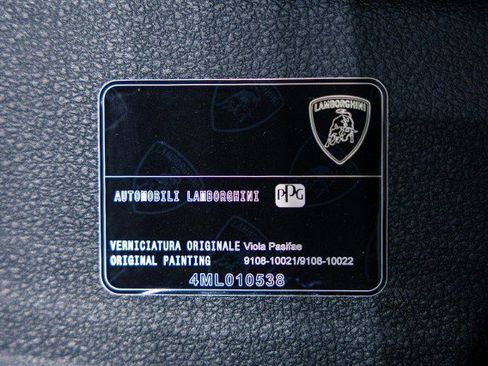 LAMBORGHINI
AUTOMOBILI LAMBORGHINI PPG
VERNICIATURA ORIGINALE Viola Pasifae
ORIGINAL PAINTING 9108-10021/9108-10022
4ML010538